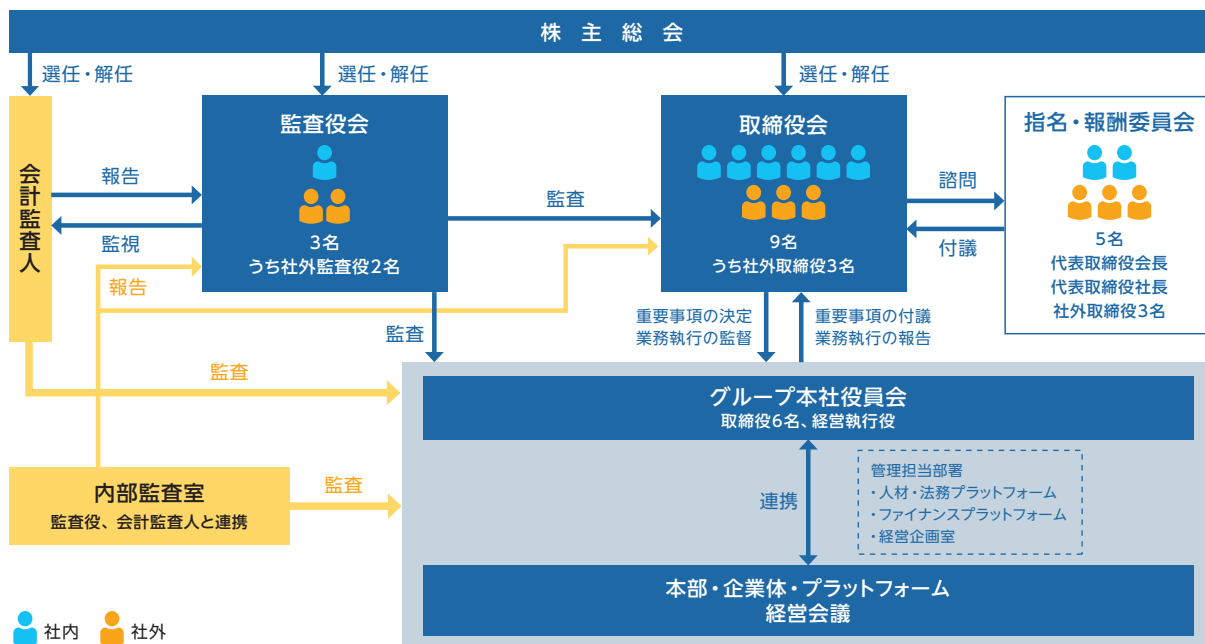 株主総会
選任・解任
選任・解任
選任・解任
会計監査人
監査役会
3名
うち社外監査役2名
取締役会
9名
うち社外取締役3名
指名・報酬委員会
5名
代表取締役会長
代表取締役社長
社外取締役3名
報告
監視
報告
監査
諮問
付議
監査
重要事項の決定
業務執行の監督
重要事項の付議
業務執行の報告
監査
グループ本社役員会
取締役6名、経営執行役
内部監査室
監査役、会計監査人と連携
監査
連携
管理担当部署
・人材・法務プラットフォーム
・ファイナンスプラットフォーム
・経営企画室
本部・企業体・プラットフォーム
経営会議
社内
社外